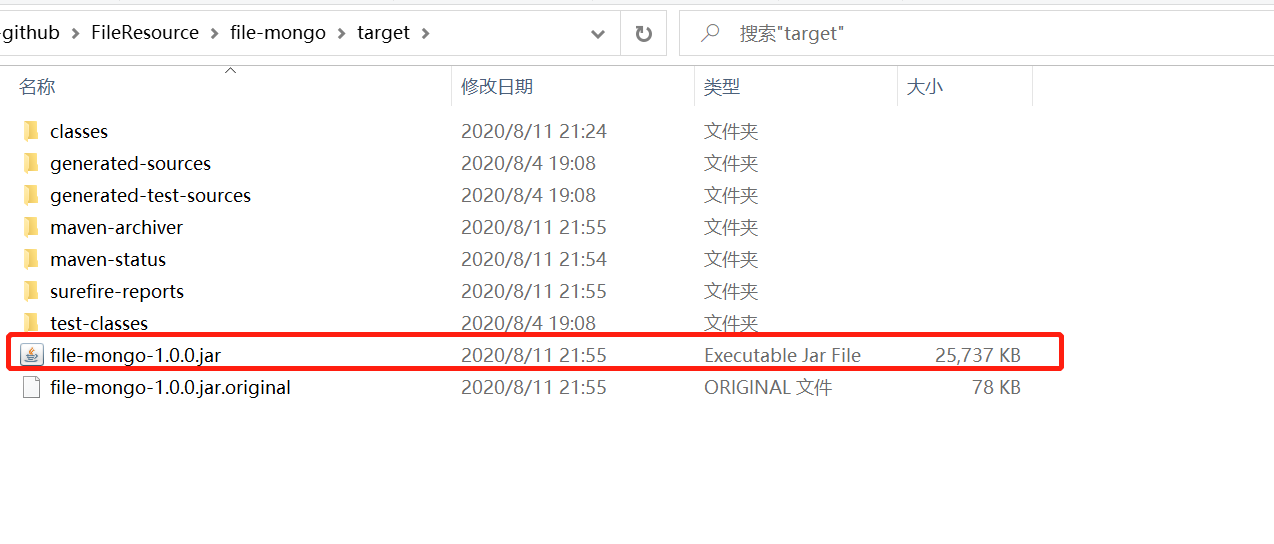 -github > FileResource > file-mongo > target > 搜索"target"
名称 修改日期 类型 大小
classes 2020/8/11 21:24 文件夹
generated-sources 2020/8/4 19:08 文件夹
generated-test-sources 2020/8/4 19:08 文件夹
maven-archiver 2020/8/11 21:55 文件夹
maven-status 2020/8/11 21:54 文件夹
surefire-reports 2020/8/11 21:55 文件夹
test-classes 2020/8/4 19:08 文件夹
file-mongo-1.0.0.jar 2020/8/11 21:55 Executable Jar File 25,737 KB
file-mongo-1.0.0.jar.original 2020/8/11 21:55 ORIGINAL 文件 78 KB